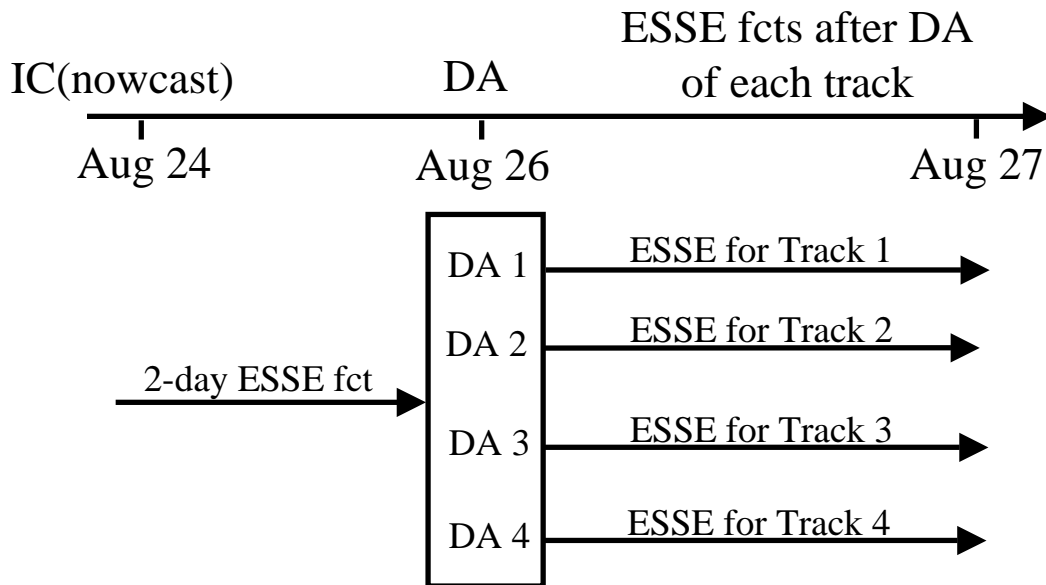 ESSE fcts after DA
of each track
IC(nowcast)
DA
Aug 24
Aug 26
Aug 27
DA 1
ESSE for Track 1
DA 2
ESSE for Track 2
2-day ESSE fct
DA 3
ESSE for Track 3
DA 4
ESSE for Track 4